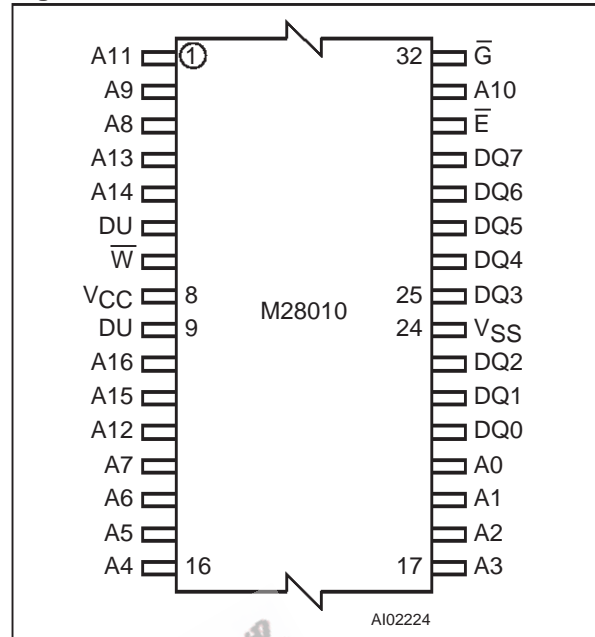 A11 1 32 G̅
A9 A10
A8 E̅
A13 DQ7
A14 DQ6
DU DQ5
W̅ DQ4
VCC 8 25 DQ3
M28010
DU 9 24 VSS
A16 DQ2
A15 DQ1
A12 DQ0
A7 A0
A6 A1
A5 A2
A4 16 17 A3
AI02224